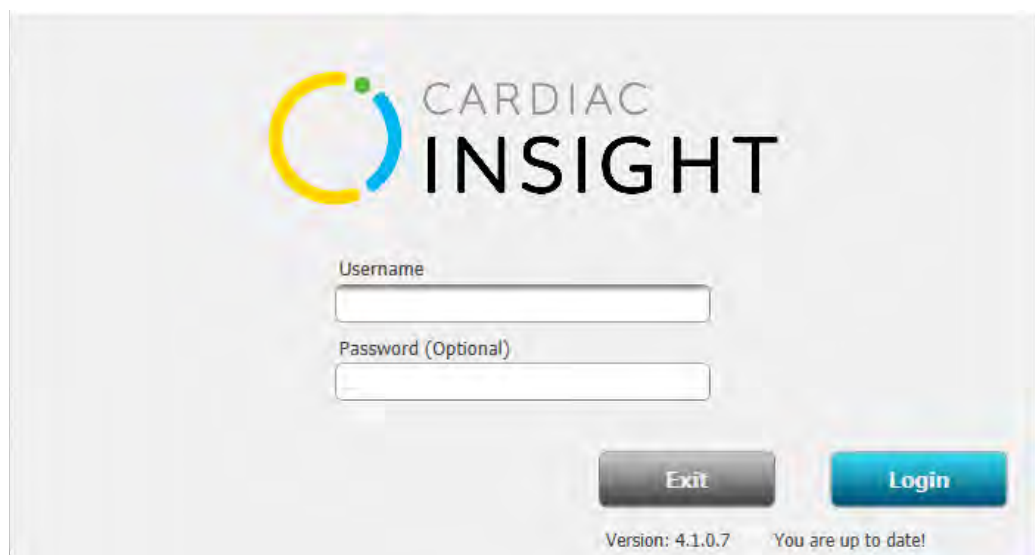 CARDIAC
INSIGHT
Username
Password (Optional)
Exit
Login
Version: 4.1.0.7
You are up to date!